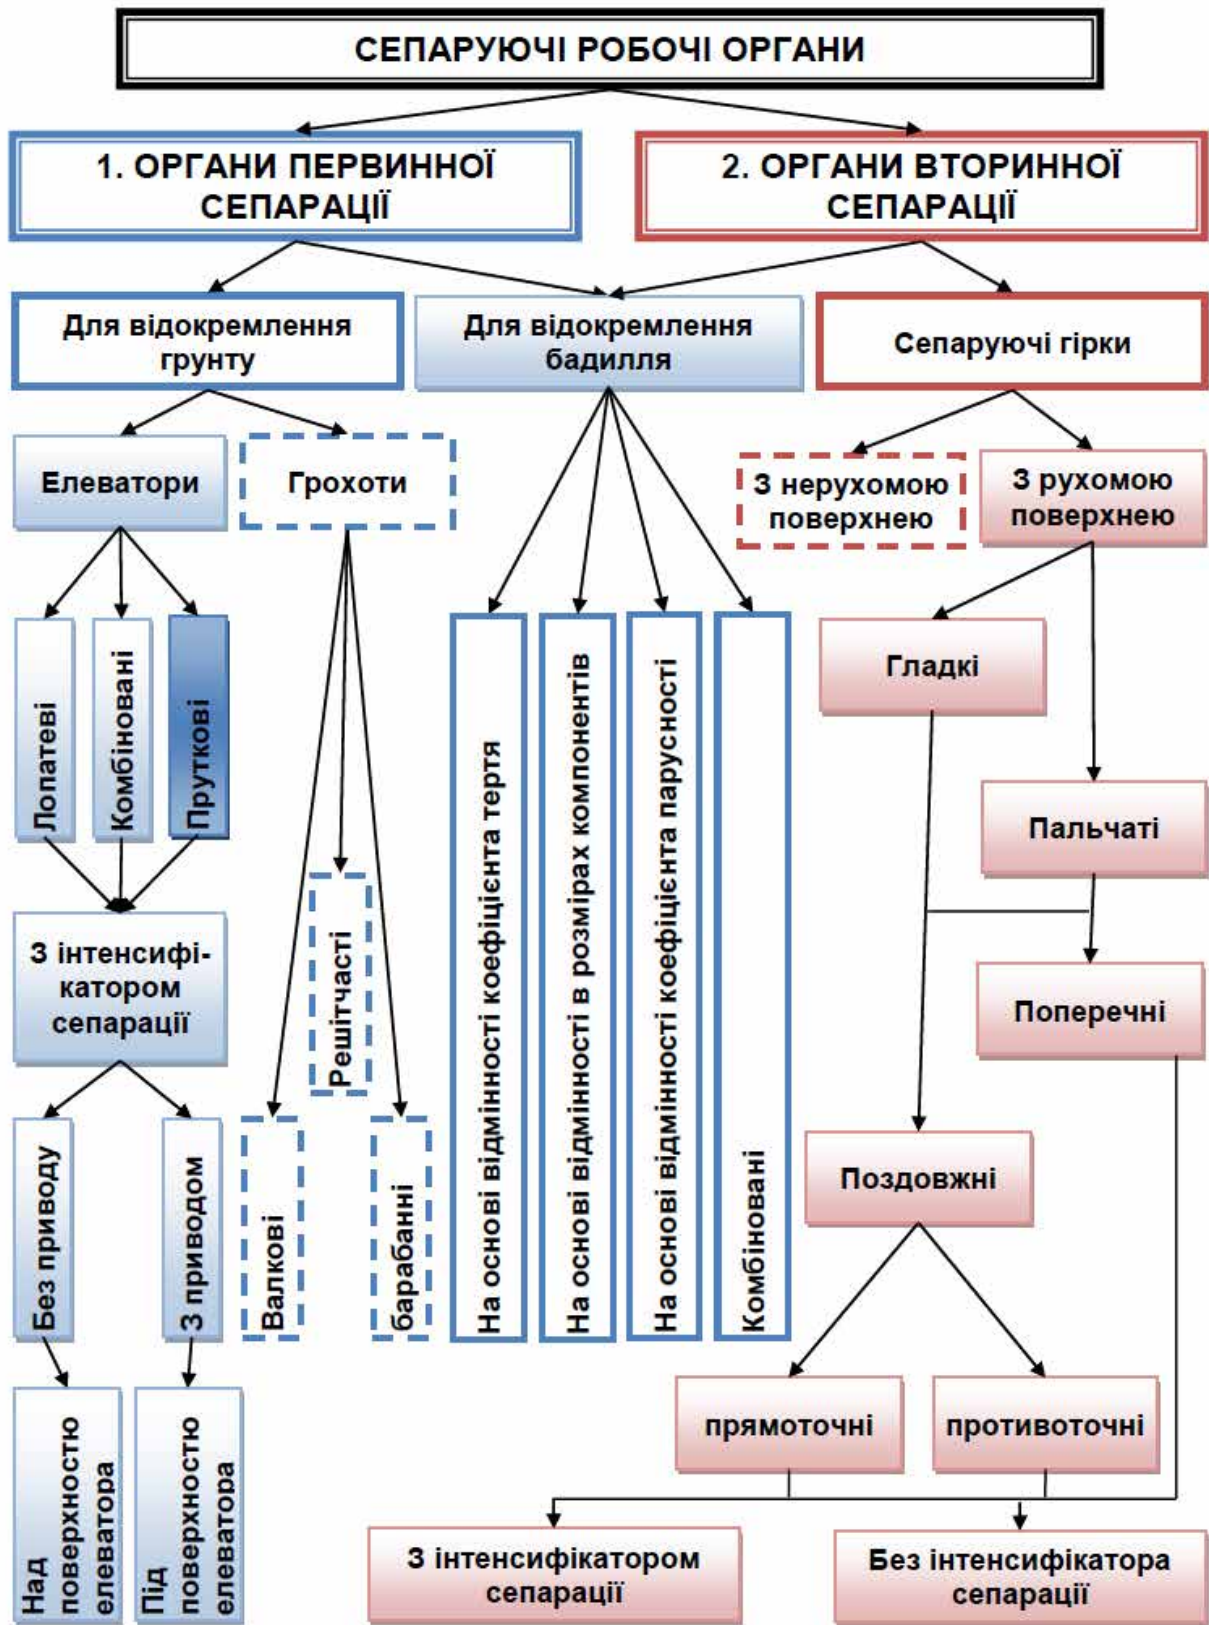 СЕПАРУЮЧІ РОБОЧІ ОРГАНИ
1. ОРГАНИ ПЕРВИННОЇ
СЕПАРАЦІЇ
2. ОРГАНИ ВТОРИННОЇ
СЕПАРАЦІЇ
Для відокремлення
грунту
Для відокремлення
бадилля
Сепаруючі гірки
Елеватори
Грохоти
З нерухомою
поверхнею
З рухомою
поверхнею
Лопатеві
Комбіновані
Пруткові
На основі відмінності коефіцієнта тертя
На основі відмінності в розмірах компонентів
На основі відмінності коефіцієнта парусності
Комбіновані
Гладкі
Пальчаті
З інтенсифі-
катором
сепарації
Решітчасті
Поперечні
Без приводу
З приводом
Валкові
барабанні
Поздовжні
Над
поверхностю
елеватора
Під
поверхностю
елеватора
прямоточні
противоточні
З інтенсифікатором
сепарації
Без інтенсифікатора
сепарації